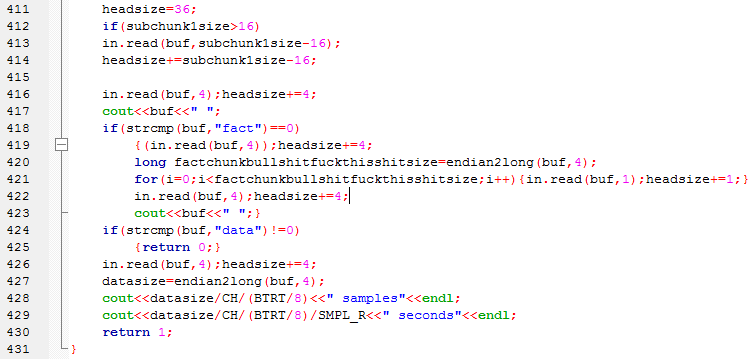 411 headsize=36;
412 if(subchunk1size>16)
413 in.read(buf,subchunk1size-16);
414 headsize+=subchunk1size-16;
415
416 in.read(buf,4);headsize+=4;
417 cout<<buf<<" ";
418 if(strcmp(buf,"fact")==0)
419 {(in.read(buf,4));headsize+=4;
420 long factchunkbullshitfuckthisshitsize=endian2long(buf,4);
421 for(i=0;i<factchunkbullshitfuckthisshitsize;i++){in.read(buf,1);headsize+=1;}
422 in.read(buf,4);headsize+=4;
423 cout<<buf<<" ";}
424 if(strcmp(buf,"data")!=0)
425 {return 0;}
426 in.read(buf,4);headsize+=4;
427 datasize=endian2long(buf,4);
428 cout<<datasize/CH/(BTRT/8)<<" samples"<<endl;
429 cout<<datasize/CH/(BTRT/8)/SMPL_R<<" seconds"<<endl;
430 return 1;
431 }